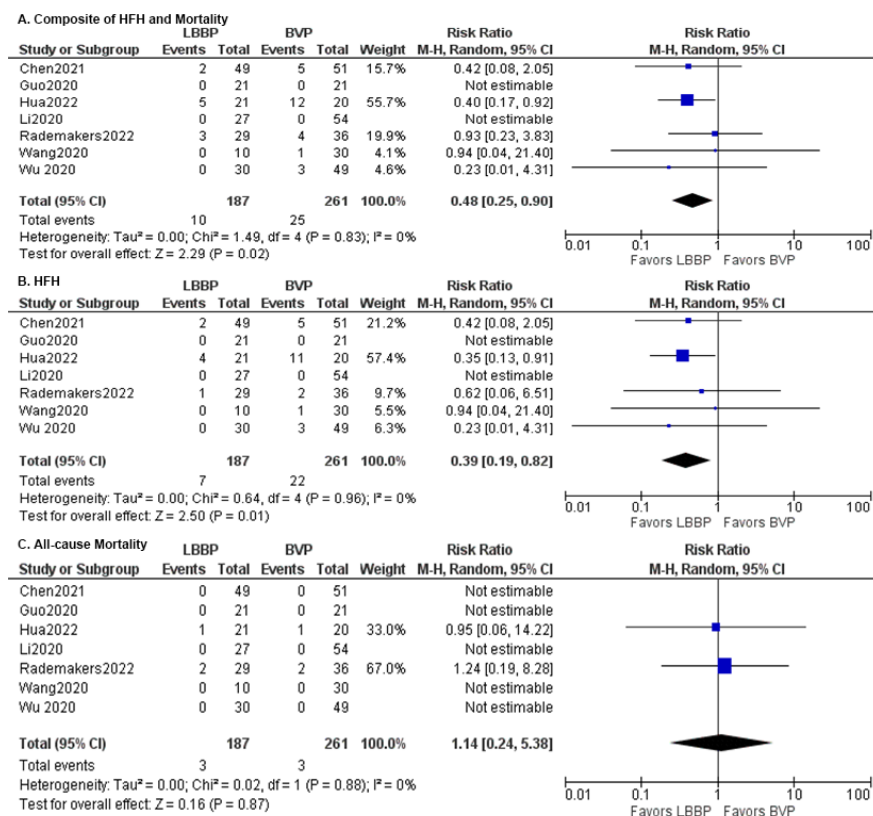 A. Composite of HFH and Mortality
LBBP BVP Risk Ratio Risk Ratio
Study or Subgroup Events Total Events Total Weight M-H, Random, 95% CI M-H, Random, 95% CI
Chen2021 2 49 5 51 15.7% 0.42 [0.08, 2.05]
Guo2020 0 21 0 21 Not estimable
Hua2022 5 21 12 20 55.7% 0.40 [0.17, 0.92]
Li2020 0 27 0 54 Not estimable
Rademakers2022 3 29 4 36 19.9% 0.93 [0.23, 3.83]
Wang2020 0 10 1 30 4.1% 0.94 [0.04, 21.40]
Wu 2020 0 30 3 49 4.6% 0.23 [0.01, 4.31]
Total (95% CI) 187 261 100.0% 0.48 [0.25, 0.90]
Total events 10 25
Heterogeneity: Tau² = 0.00; Chi² = 1.49, df = 4 (P = 0.83); I² = 0%
Test for overall effect: Z = 2.29 (P = 0.02)
0.01 0.1 1 10 100
Favors LBBP Favors BVP
B. HFH
LBBP BVP Risk Ratio Risk Ratio
Study or Subgroup Events Total Events Total Weight M-H, Random, 95% CI M-H, Random, 95% CI
Chen2021 2 49 5 51 21.2% 0.42 [0.08, 2.05]
Guo2020 0 21 0 21 Not estimable
Hua2022 4 21 11 20 57.4% 0.35 [0.13, 0.91]
Li2020 0 27 0 54 Not estimable
Rademakers2022 1 29 2 36 9.7% 0.62 [0.06, 6.51]
Wang2020 0 10 1 30 5.5% 0.94 [0.04, 21.40]
Wu 2020 0 30 3 49 6.3% 0.23 [0.01, 4.31]
Total (95% CI) 187 261 100.0% 0.39 [0.19, 0.82]
Total events 7 22
Heterogeneity: Tau² = 0.00; Chi² = 0.64, df = 4 (P = 0.96); I² = 0%
Test for overall effect: Z = 2.50 (P = 0.01)
0.01 0.1 1 10 100
Favors LBBP Favors BVP
C. All-cause Mortality
LBBP BVP Risk Ratio Risk Ratio
Study or Subgroup Events Total Events Total Weight M-H, Random, 95% CI M-H, Random, 95% CI
Chen2021 0 49 0 51 Not estimable
Guo2020 0 21 0 21 Not estimable
Hua2022 1 21 1 20 33.0% 0.95 [0.06, 14.22]
Li2020 0 27 0 54 Not estimable
Rademakers2022 2 29 2 36 67.0% 1.24 [0.19, 8.28]
Wang2020 0 10 0 30 Not estimable
Wu 2020 0 30 0 49 Not estimable
Total (95% CI) 187 261 100.0% 1.14 [0.24, 5.38]
Total events 3 3
Heterogeneity: Tau² = 0.00; Chi² = 0.02, df = 1 (P = 0.88); I² = 0%
Test for overall effect: Z = 0.16 (P = 0.87)
0.01 0.1 1 10 100
Favors LBBP Favors BVP